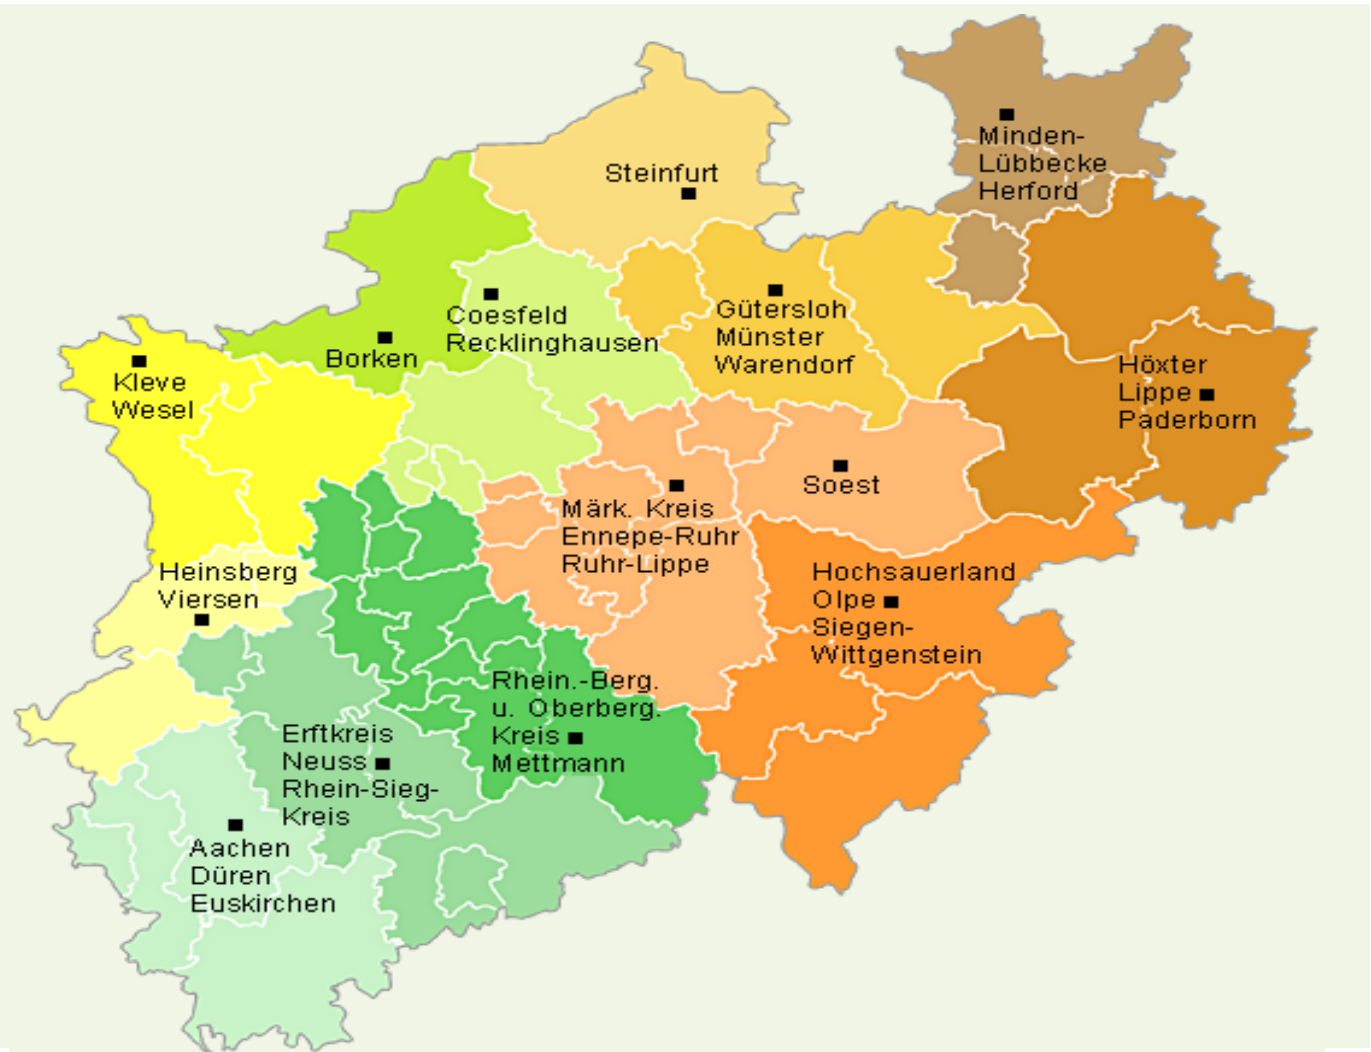 Minden-
Lübbecke
Herford
Steinfurt
Coesfeld
Recklinghausen
Gütersloh
Münster
Warendorf
Borken
Kleve
Wesel
Höxter
Lippe
Paderborn
Soest
Märk. Kreis
Ennepe-Ruhr
Ruhr-Lippe
Heinsberg
Viersen
Hochsauerland
Olpe
Siegen-
Wittgenstein
Rhein.-Berg.
u. Oberberg.
Kreis
Mettmann
Erftkreis
Neuss
Rhein-Sieg-
Kreis
Aachen
Düren
Euskirchen